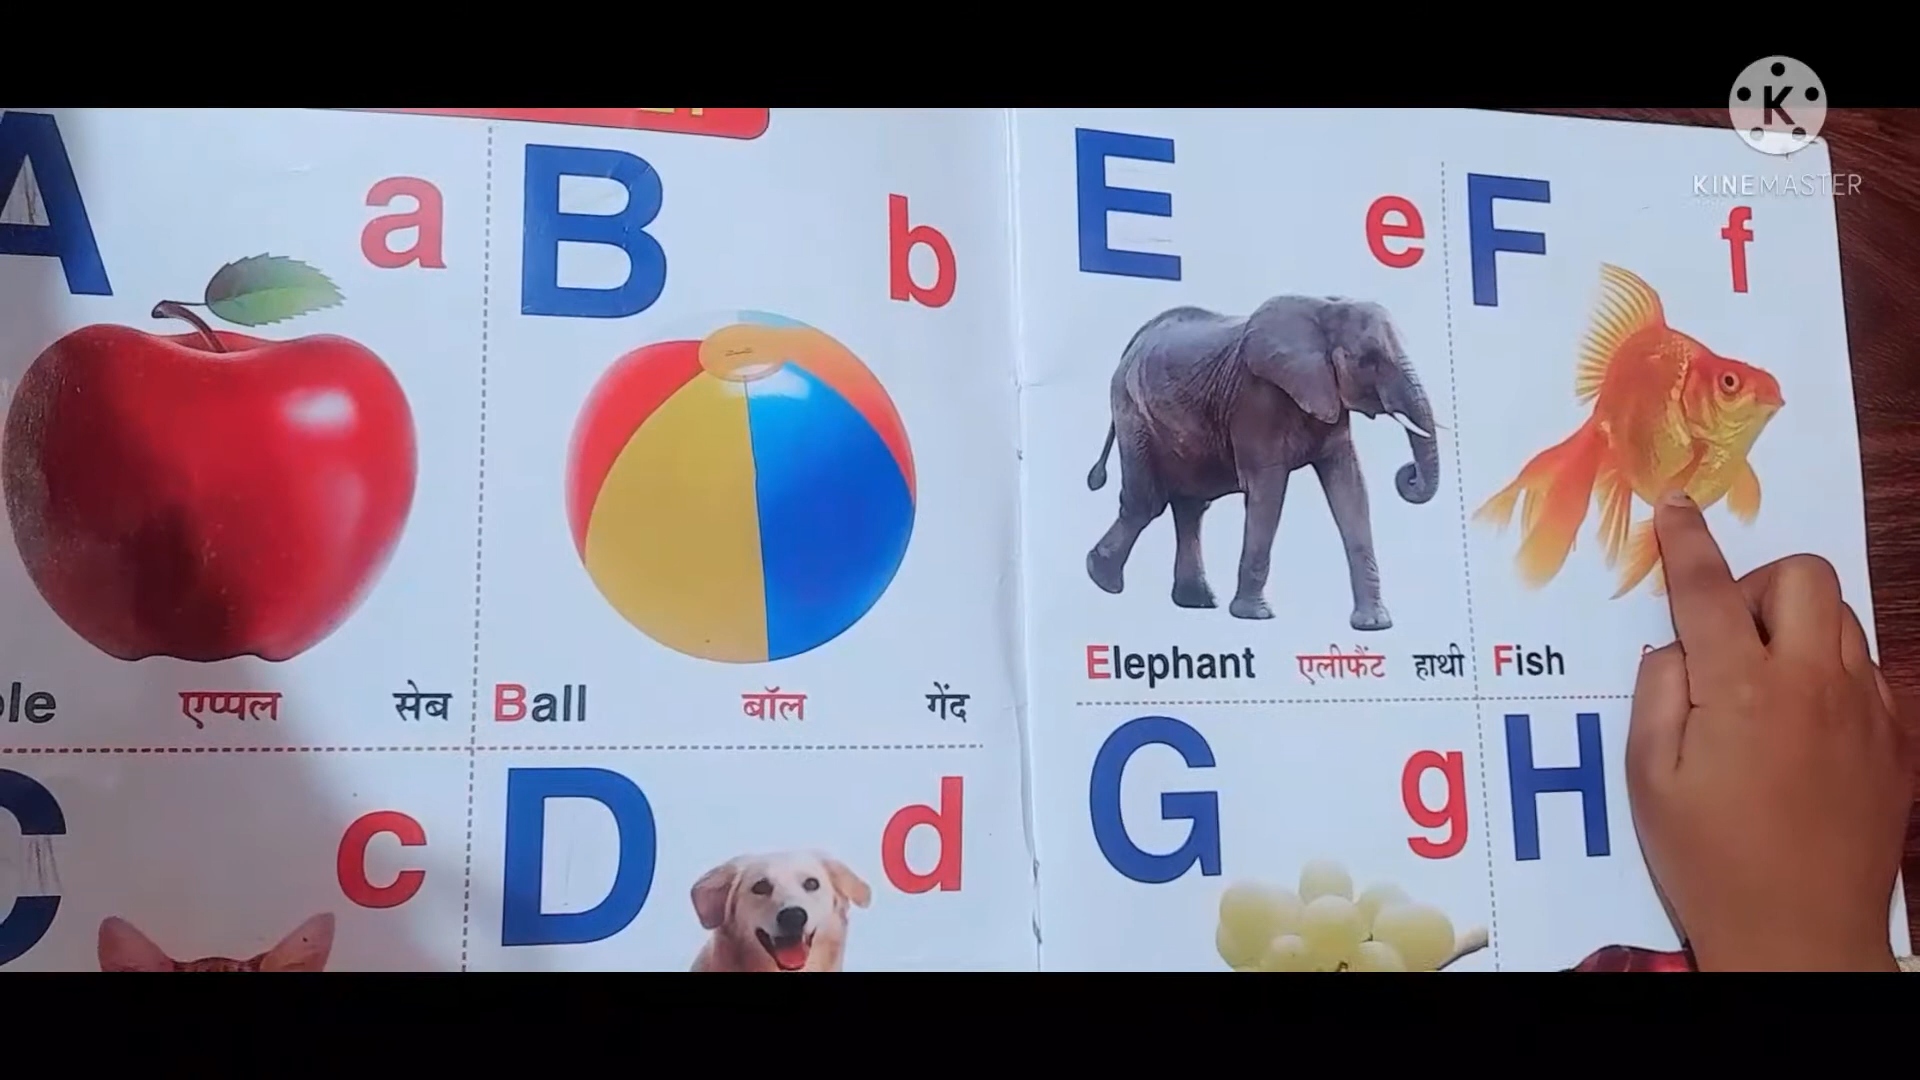 A a
B b
ple एप्पल सेब
Ball बॉल गेंद
C c
D d
E e
F f
Elephant एलीफैंट हाथी
Fish
G g
H
K
KINEMASTER